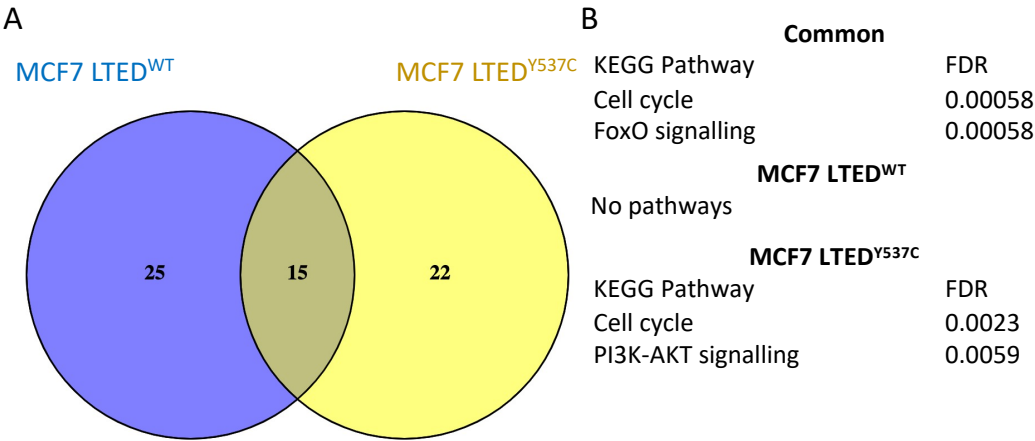 A
MCF7 LTEDWT
MCF7 LTEDY537C
25
15
22
B
Common
KEGG Pathway FDR
Cell cycle 0.00058
FoxO signalling 0.00058
MCF7 LTEDWT
No pathways
MCF7 LTEDY537C
KEGG Pathway FDR
Cell cycle 0.0023
PI3K-AKT signalling 0.0059